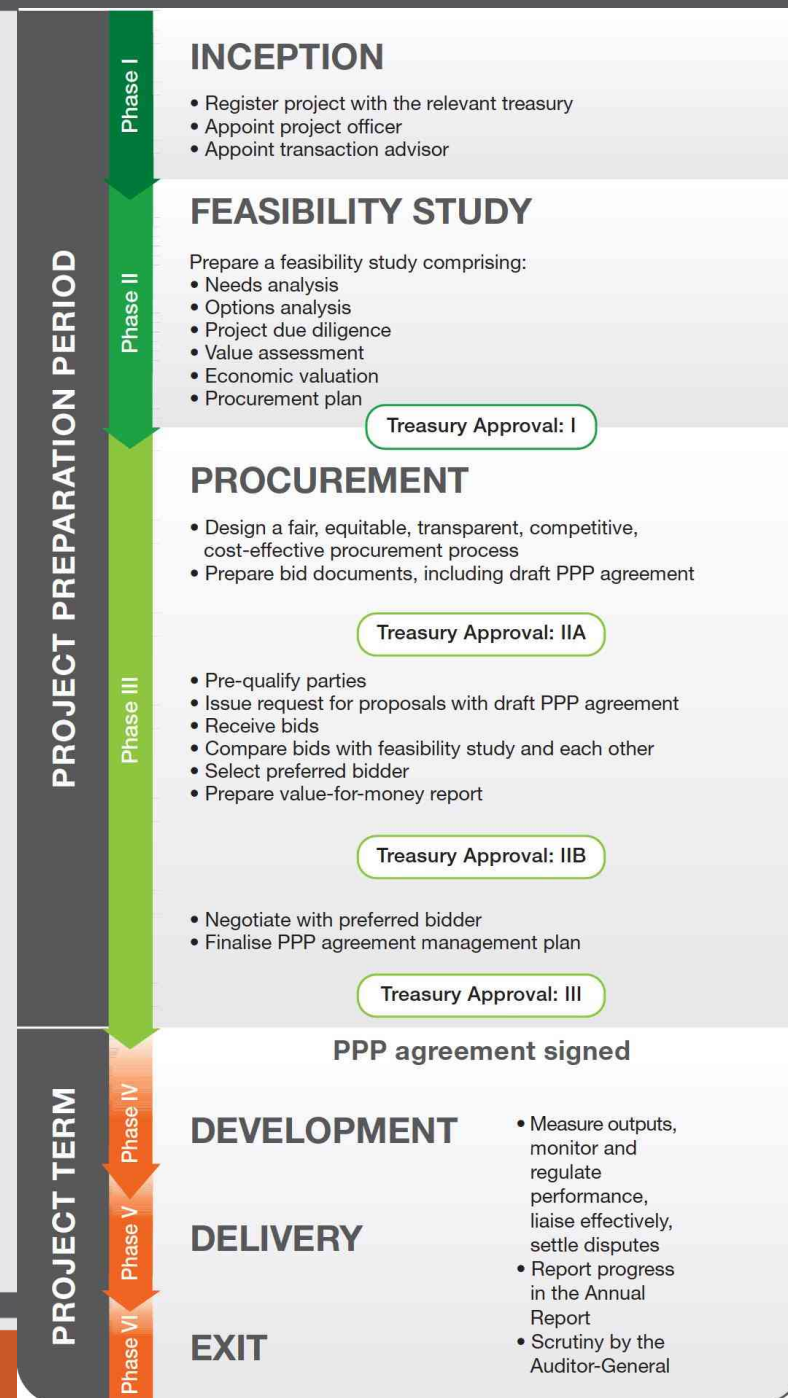 PROJECT PREPARATION PERIOD
Phase I
INCEPTION
• Register project with the relevant treasury
• Appoint project officer
• Appoint transaction advisor
Phase II
FEASIBILITY STUDY
Prepare a feasibility study comprising:
• Needs analysis
• Options analysis
• Project due diligence
• Value assessment
• Economic valuation
• Procurement plan
Treasury Approval: I
Phase III
PROCUREMENT
• Design a fair, equitable, transparent, competitive,
cost-effective procurement process
• Prepare bid documents, including draft PPP agreement
Treasury Approval: IIA
• Pre-qualify parties
• Issue request for proposals with draft PPP agreement
• Receive bids
• Compare bids with feasibility study and each other
• Select preferred bidder
• Prepare value-for-money report
Treasury Approval: IIB
• Negotiate with preferred bidder
• Finalise PPP agreement management plan
Treasury Approval: III
PROJECT TERM
PPP agreement signed
Phase IV
DEVELOPMENT
Phase V
DELIVERY
Phase VI
EXIT
• Measure outputs,
monitor and
regulate
performance,
liaise effectively,
settle disputes
• Report progress
in the Annual
Report
• Scrutiny by the
Auditor-General